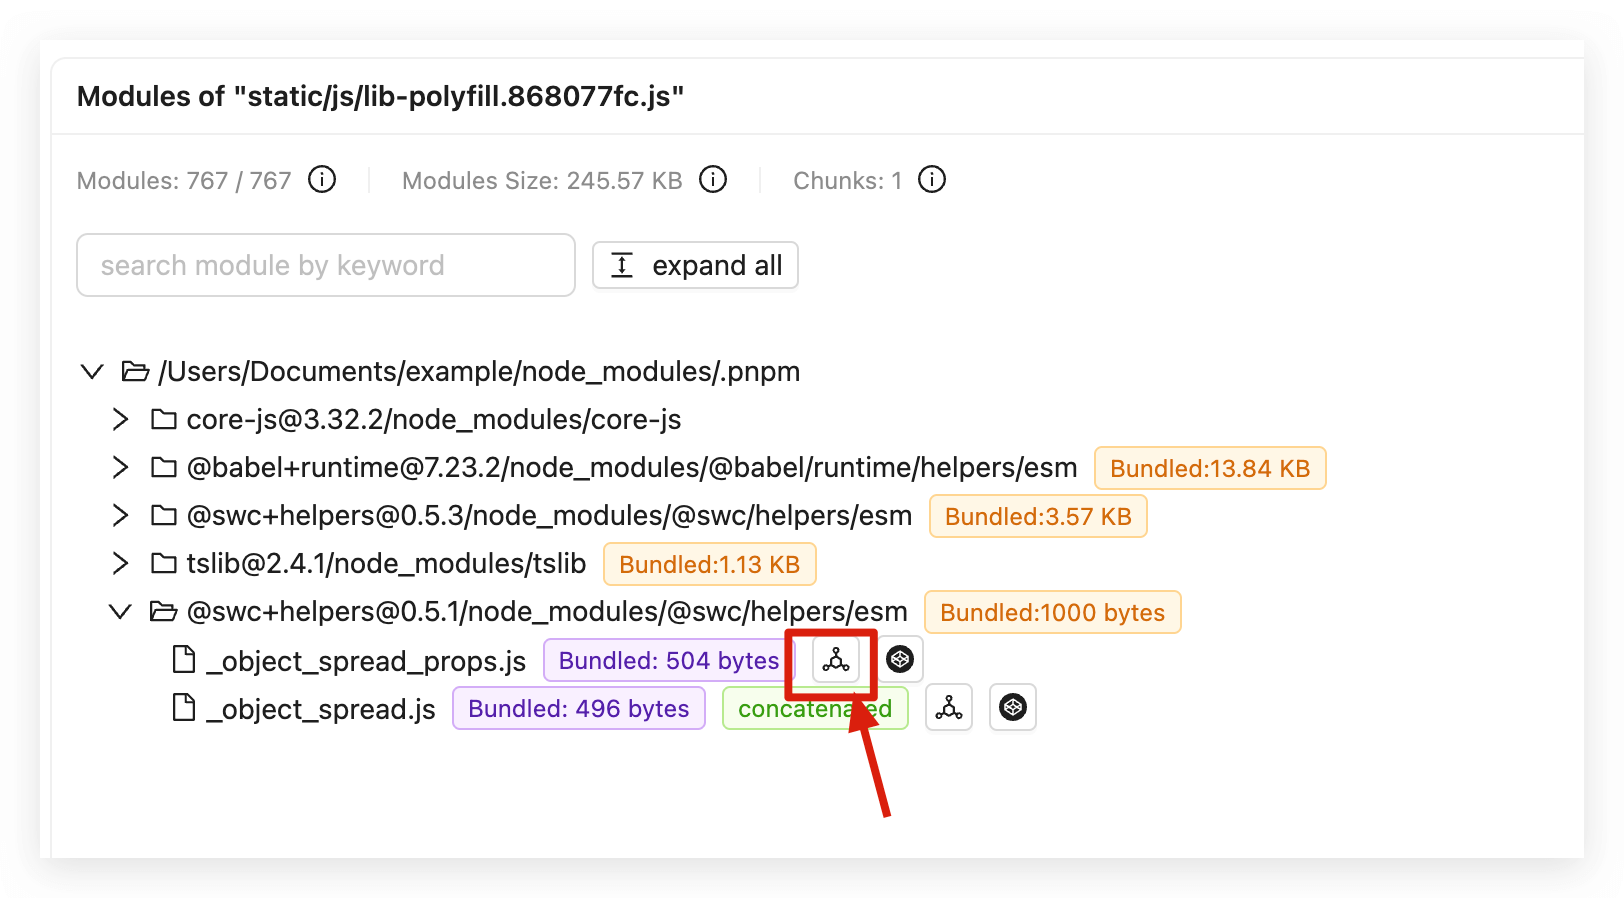 Modules of "static/js/lib-polyfill.868077fc.js"
Modules: 767 / 767 Modules Size: 245.57 KB Chunks: 1
search module by keyword expand all
/Users/Documents/example/node_modules/.pnpm
core-js@3.32.2/node_modules/core-js
@babel+runtime@7.23.2/node_modules/@babel/runtime/helpers/esm Bundled:13.84 KB
@swc+helpers@0.5.3/node_modules/@swc/helpers/esm Bundled:3.57 KB
tslib@2.4.1/node_modules/tslib Bundled:1.13 KB
@swc+helpers@0.5.1/node_modules/@swc/helpers/esm Bundled:1000 bytes
_object_spread_props.js Bundled: 504 bytes
_object_spread.js Bundled: 496 bytes concatenated